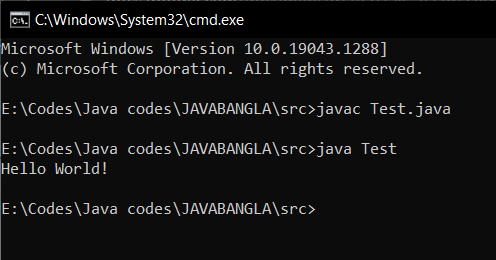 C:\Windows\System32\cmd.exe
Microsoft Windows [Version 10.0.19043.1288]
(c) Microsoft Corporation. All rights reserved.
E:\Codes\Java codes\JAVABANGLA\src>javac Test.java
E:\Codes\Java codes\JAVABANGLA\src>java Test
Hello World!
E:\Codes\Java codes\JAVABANGLA\src>